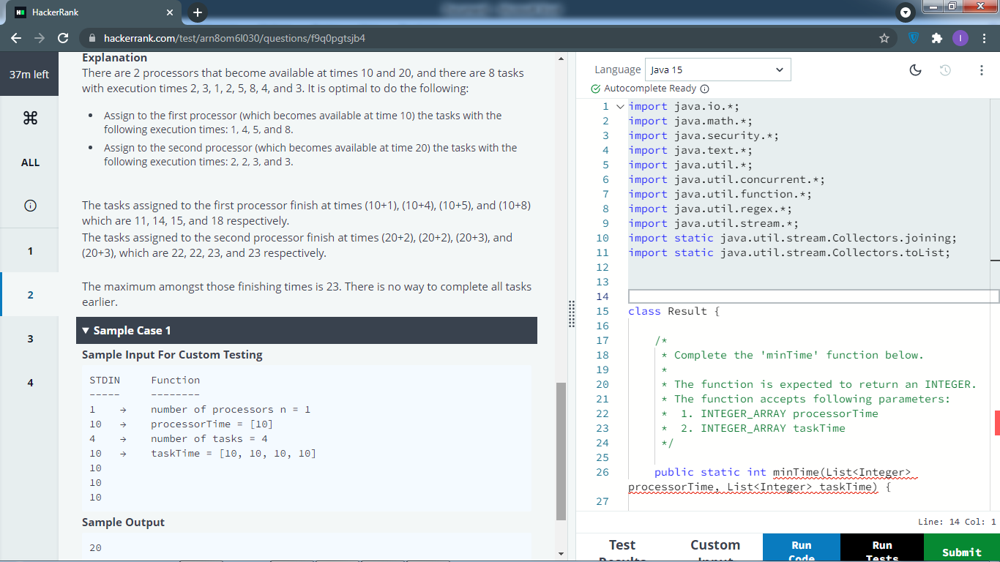 HackerRank
hackerrank.com/test/arn8om6l030/questions/f9q0pgtsjb4
I
37m left
ALL
1
2
3
4
Explanation
There are 2 processors that become available at times 10 and 20, and there are 8 tasks
with execution times 2, 3, 1, 2, 5, 8, 4, and 3. It is optimal to do the following:
• Assign to the first processor (which becomes available at time 10) the tasks with the
following execution times: 1, 4, 5, and 8.
• Assign to the second processor (which becomes available at time 20) the tasks with the
following execution times: 2, 2, 3, and 3.
The tasks assigned to the first processor finish at times (10+1), (10+4), (10+5), and (10+8)
which are 11, 14, 15, and 18 respectively.
The tasks assigned to the second processor finish at times (20+2), (20+2), (20+3), and
(20+3), which are 22, 22, 23, and 23 respectively.
The maximum amongst those finishing times is 23. There is no way to complete all tasks
earlier.
▼ Sample Case 1
Sample Input For Custom Testing
STDIN Function
----- --------
1 → number of processors n = 1
10 → processorTime = [10]
4 → number of tasks = 4
10 → taskTime = [10, 10, 10, 10]
10
10
10
Sample Output
20
Language Java 15
Autocomplete Ready
1 import java.io.*;
2 import java.math.*;
3 import java.security.*;
4 import java.text.*;
5 import java.util.*;
6 import java.util.concurrent.*;
7 import java.util.function.*;
8 import java.util.regex.*;
9 import java.util.stream.*;
10 import static java.util.stream.Collectors.joining;
11 import static java.util.stream.Collectors.toList;
12
13
14
15 class Result {
16
17 /*
18 * Complete the 'minTime' function below.
19 *
20 * The function is expected to return an INTEGER.
21 * The function accepts following parameters:
22 * 1. INTEGER_ARRAY processorTime
23 * 2. INTEGER_ARRAY taskTime
24 */
25
26 public static int minTime(List<Integer>
processorTime, List<Integer> taskTime) {
27
Line: 14 Col: 1
Test
Results
Custom
Input
Run
Code
Run
Tests
Submit